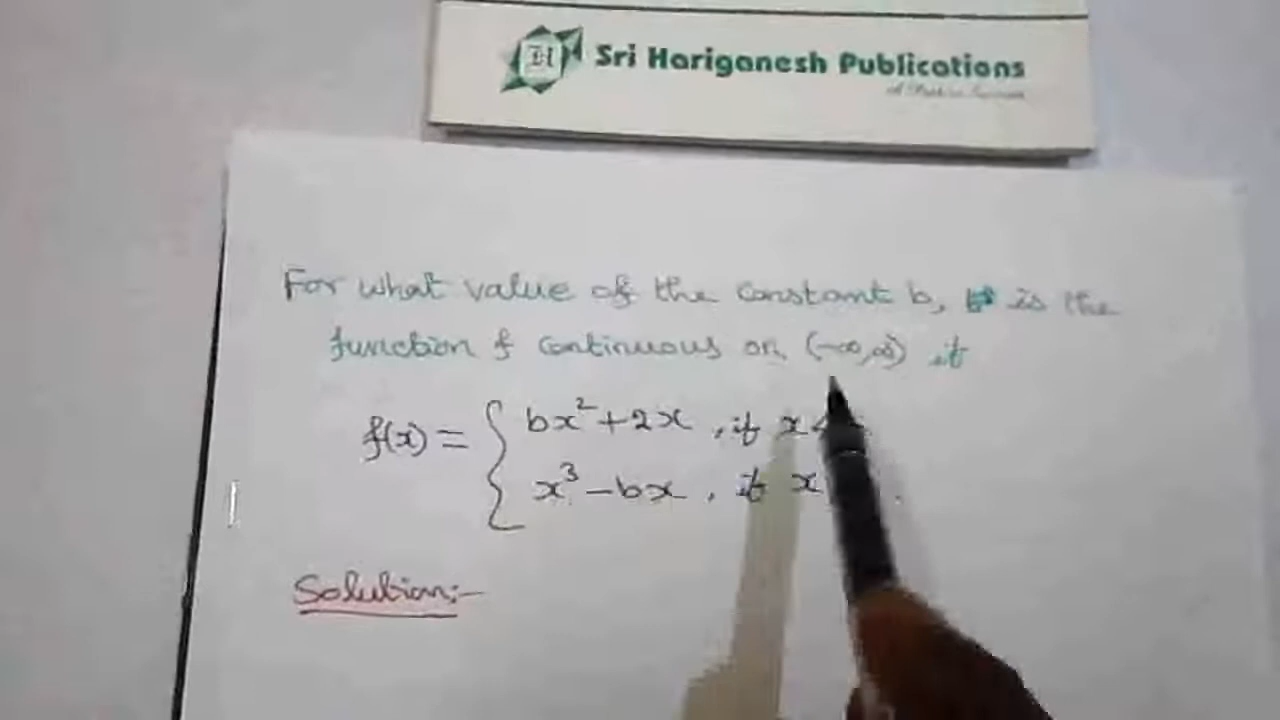 Sri Hariganesh Publications
For what value of the constant b, is the
function f continuous on (-∞,∞) if
f(x) = { bx²+2x , if x <
x³-bx , if x
Solution:-